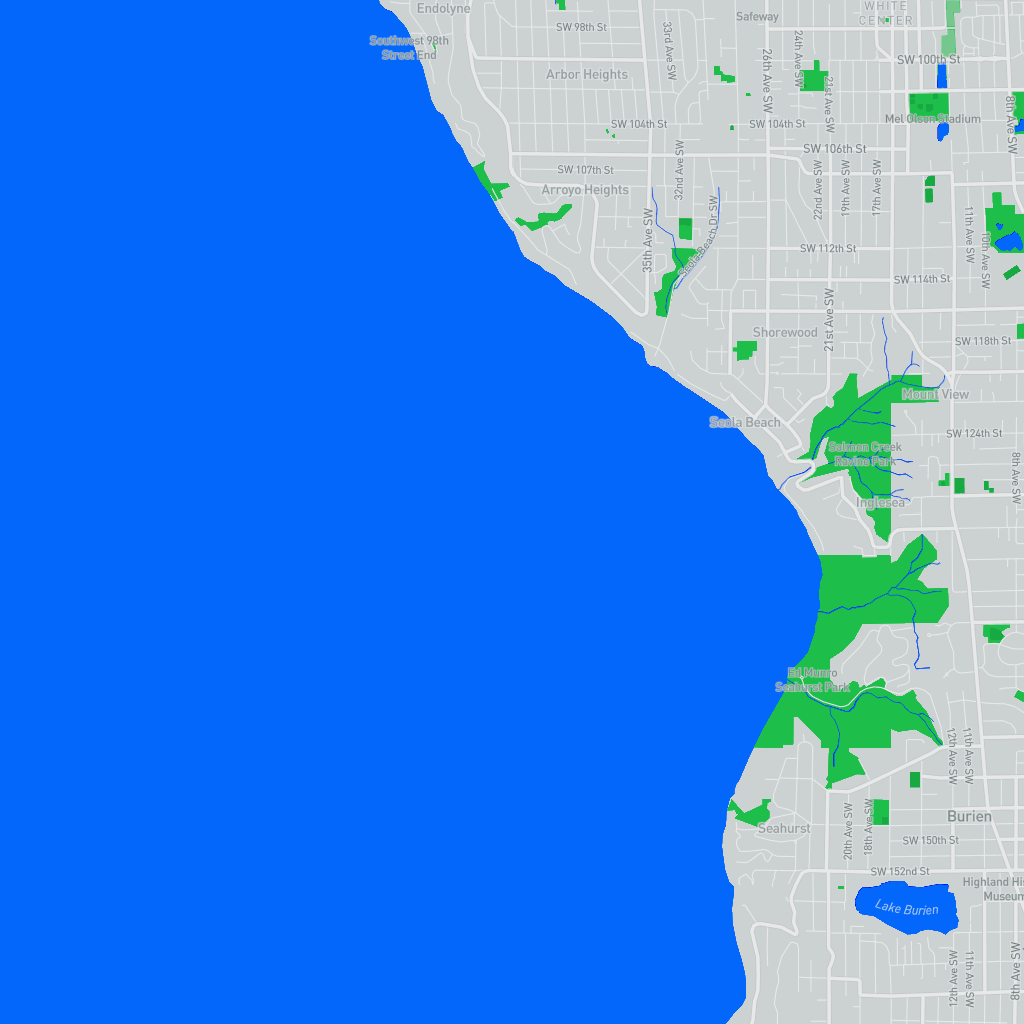 Endolyne
WHITE
CENTER
Safeway
SW 98th St
Southwest 98th
Street End
33rd Ave SW
24th Ave SW
26th Ave SW
SW 100th St
Arbor Heights
21st Ave SW
8th Ave SW
SW 104th St
SW 104th St
Mel Olson Stadium
SW 106th St
SW 107th St
32nd Ave SW
Arroyo Heights
22nd Ave SW
19th Ave SW
17th Ave SW
35th Ave SW
Seola Beach Dr SW
11th Ave SW
10th Ave SW
SW 112th St
SW 114th St
21st Ave SW
Shorewood
SW 118th St
Mount View
Seola Beach
SW 124th St
Salmon Creek
Ravine Park
8th Ave SW
Inglesea
Ed Munro
Seahurst Park
12th Ave SW
11th Ave SW
Burien
20th Ave SW
18th Ave SW
Seahurst
SW 150th St
SW 152nd St
Highland His
Museum
Lake Burien
12th Ave SW
11th Ave SW
8th Ave SW